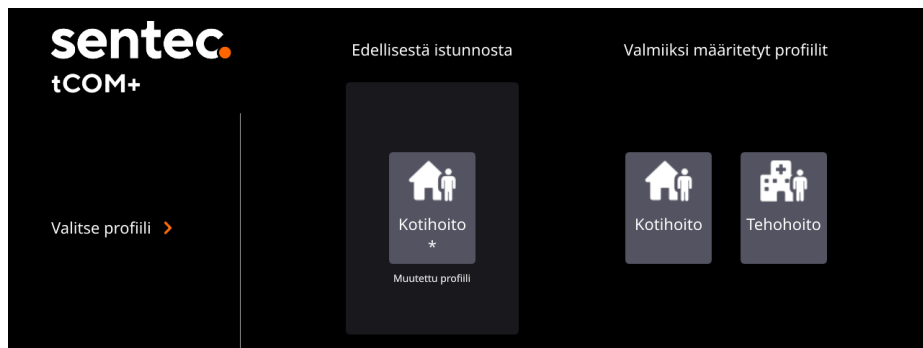 sentec.
tCOM+
Edellisestä istunnosta
Valmiiksi määritetyt profiilit
Valitse profiili >
Kotihoito
*
Muutettu profiili
Kotihoito
Tehohoito